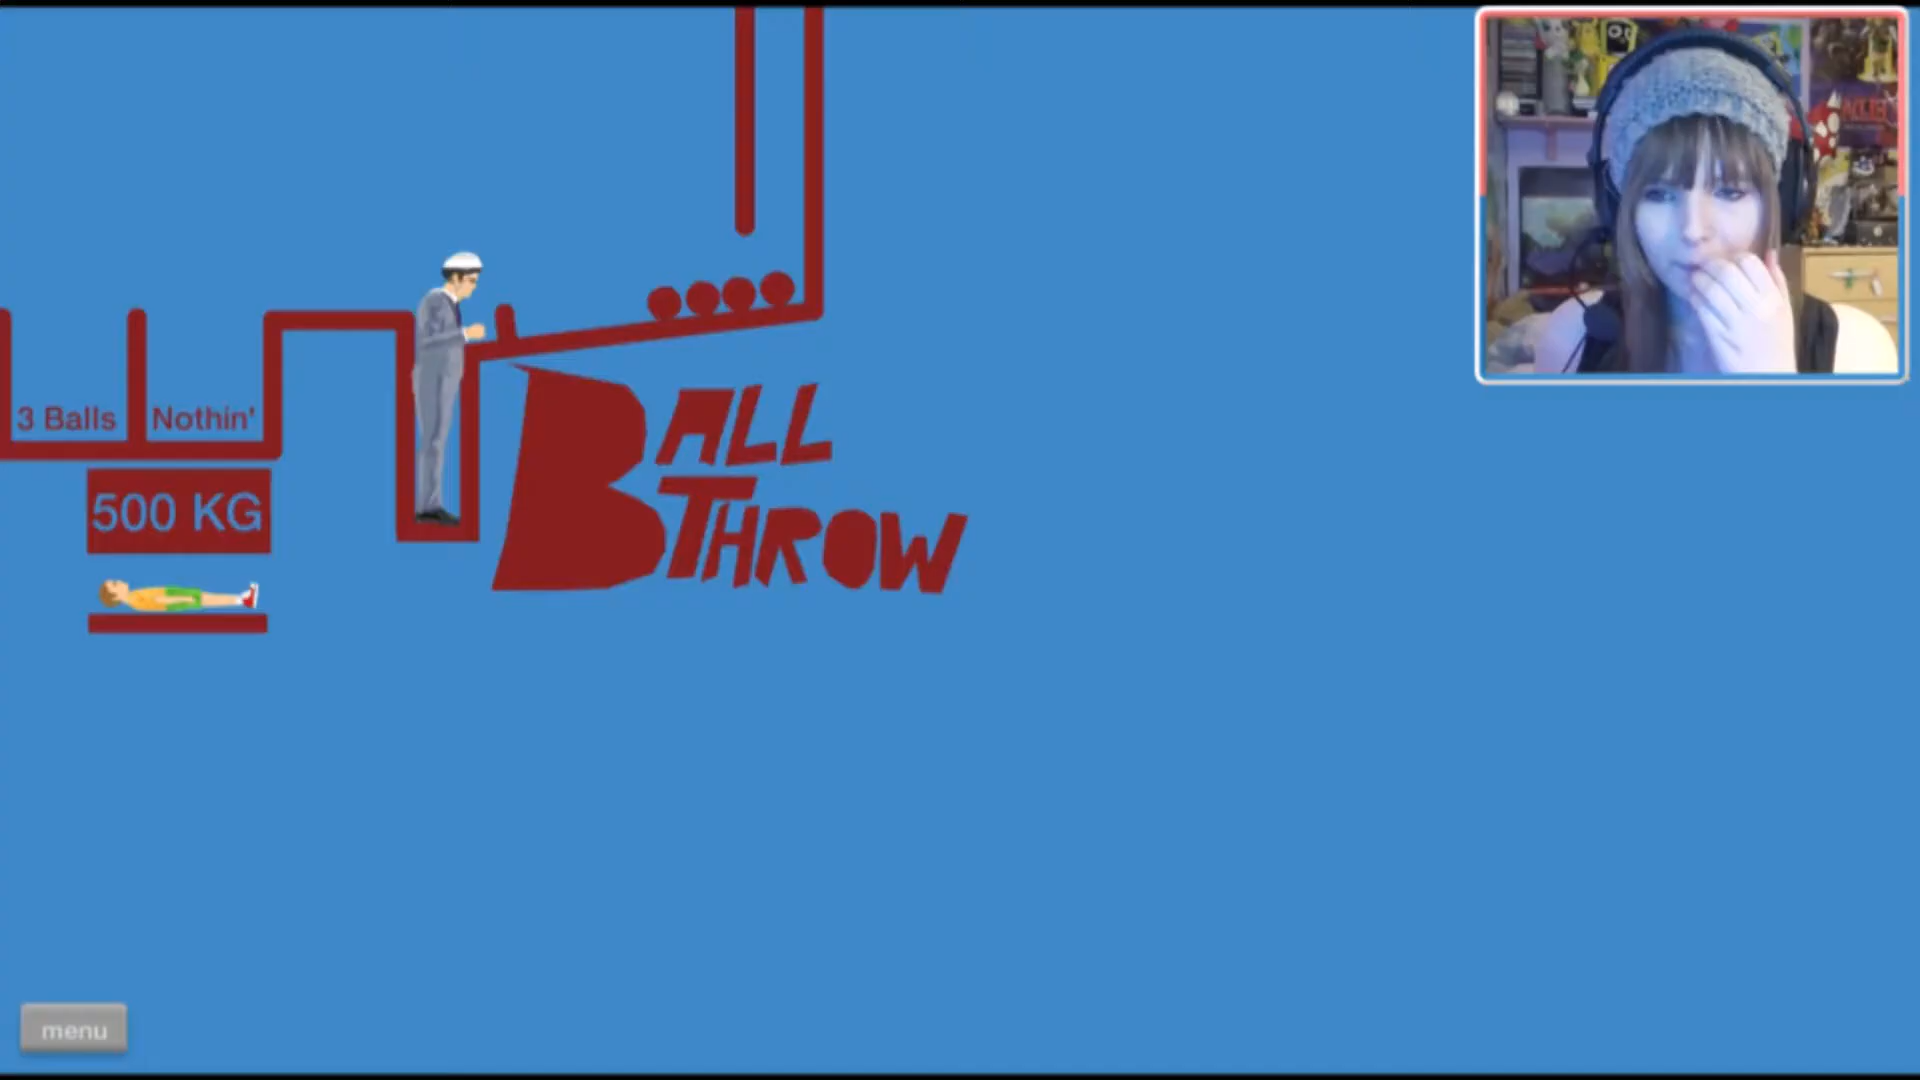 3 Balls
Nothin'
500 KG
BALL
THROW
menu